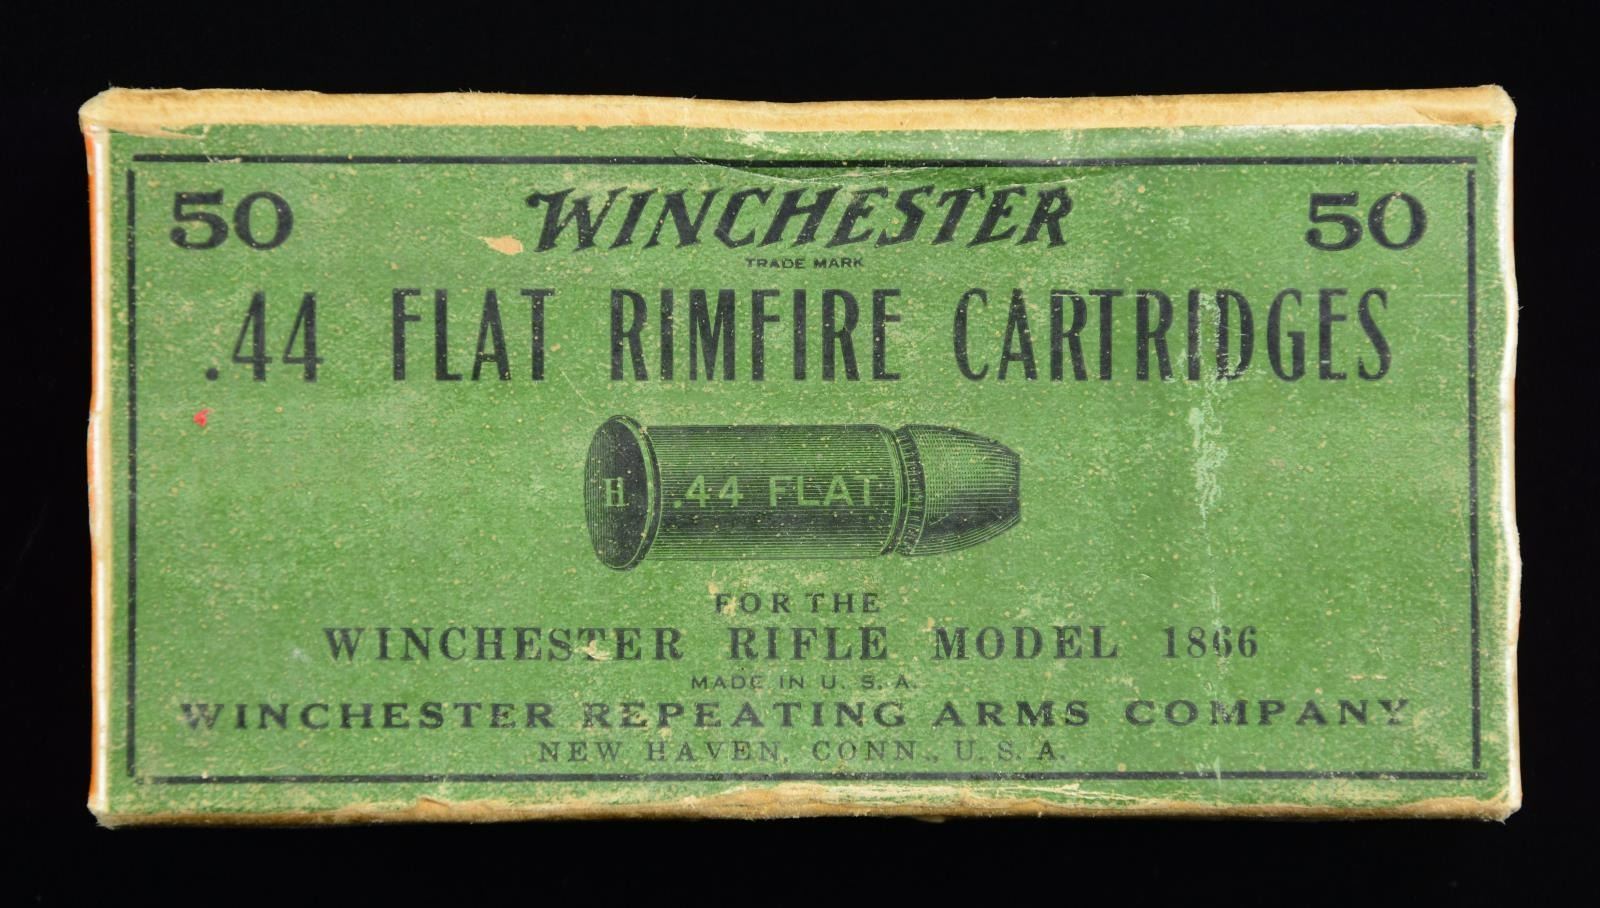 50 WINCHESTER 50
TRADE MARK
.44 FLAT RIMFIRE CARTRIDGES
H .44 FLAT
FOR THE
WINCHESTER RIFLE MODEL 1866
MADE IN U. S. A.
WINCHESTER REPEATING ARMS COMPANY
NEW HAVEN, CONN., U. S. A.